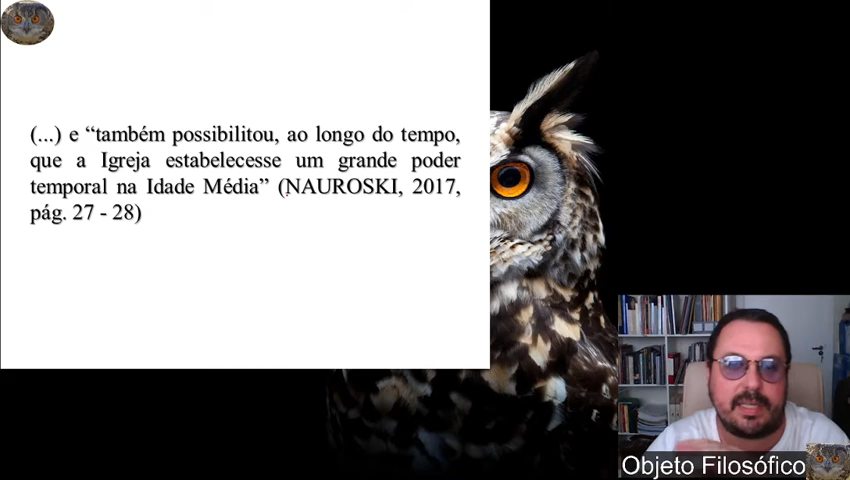 (...) e “também possibilitou, ao longo do tempo,
que a Igreja estabelecesse um grande poder
temporal na Idade Média” (NAUROSKI, 2017,
pág. 27 - 28)
Objeto Filosófico